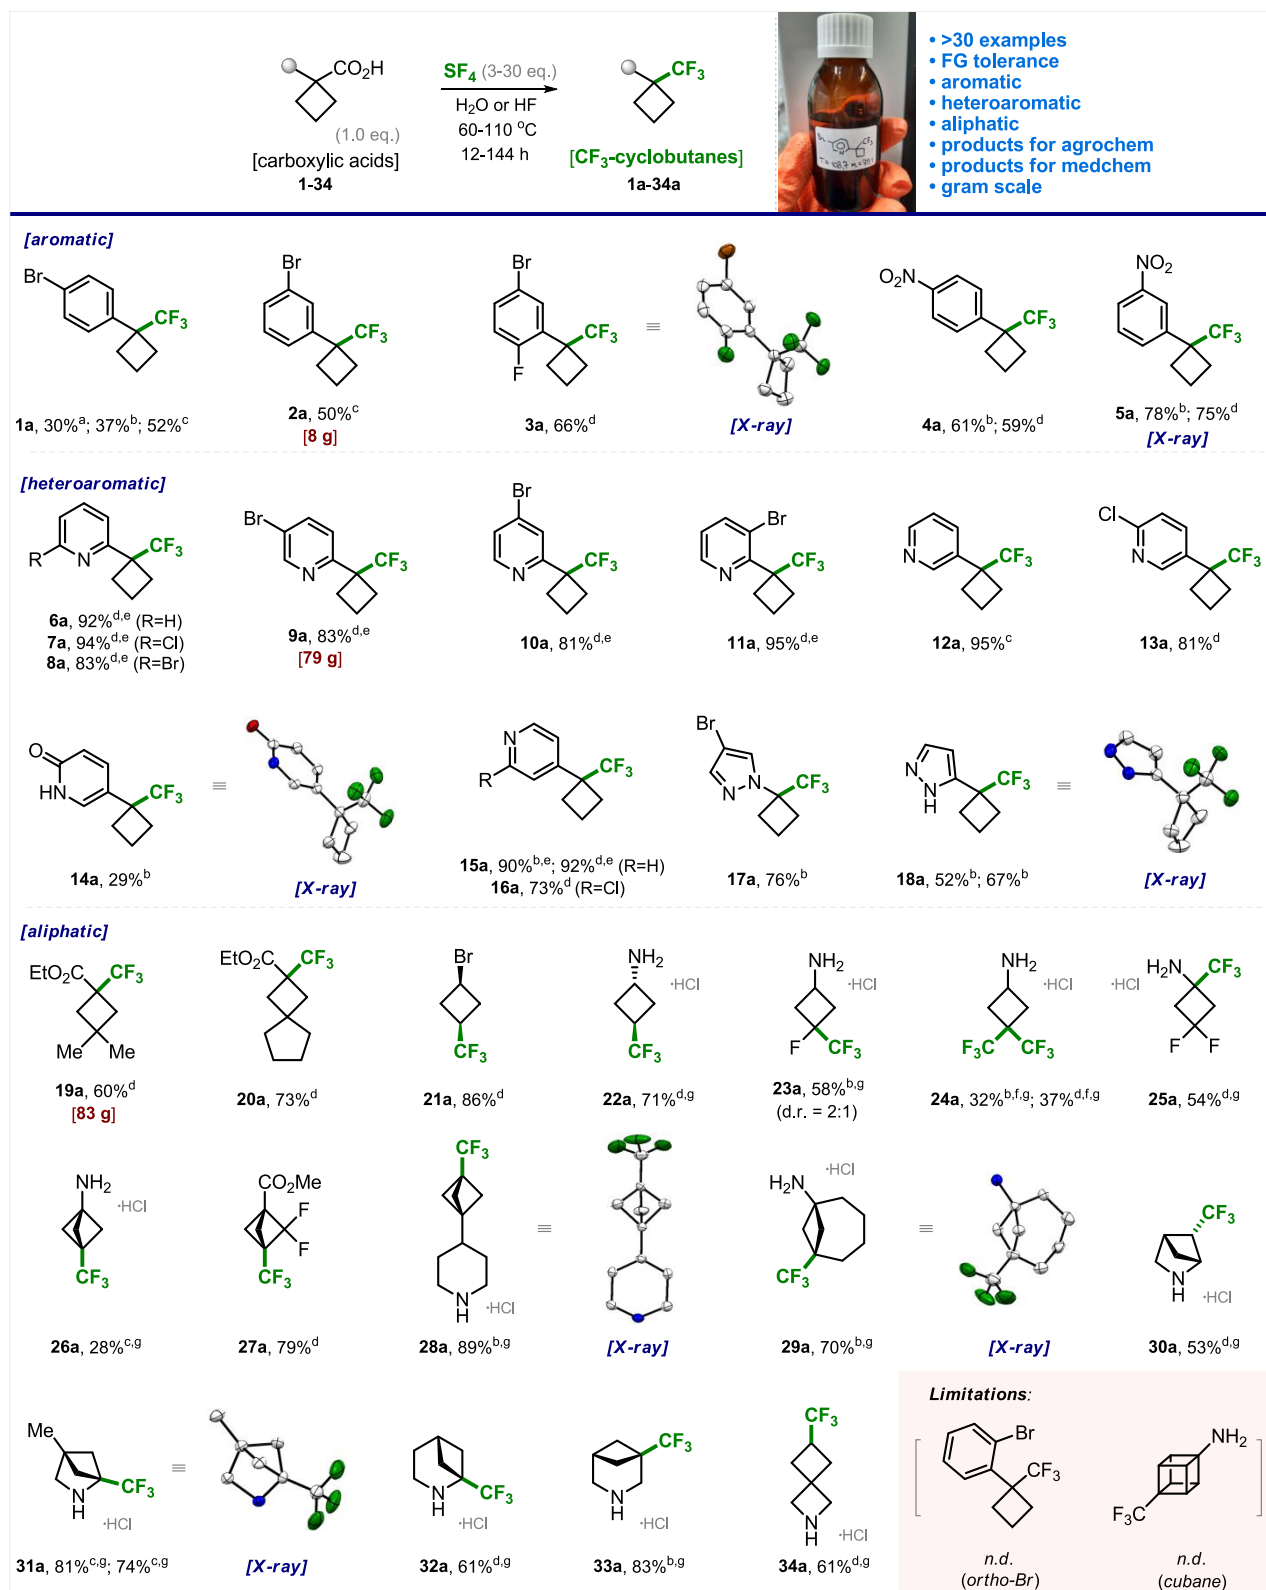 CO2H
(1.0 eq.)
[carboxylic acids]
1-34
SF4 (3-30 eq.)
H2O or HF
60-110 °C
12-144 h
CF3
[CF3-cyclobutanes]
1a-34a
• >30 examples
• FG tolerance
• aromatic
• heteroaromatic
• aliphatic
• products for agrochem
• products for medchem
• gram scale
[aromatic]
Br
CF3
1a, 30%a; 37%b; 52%c
Br
CF3
2a, 50%c
[8 g]
Br
CF3
F
3a, 66%d
≡
[X-ray]
O2N
CF3
4a, 61%b; 59%d
NO2
CF3
5a, 78%b; 75%d
[X-ray]
[heteroaromatic]
R
N
CF3
6a, 92%d,e (R=H)
7a, 94%d,e (R=Cl)
8a, 83%d,e (R=Br)
Br
N
CF3
9a, 83%d,e
[79 g]
Br
N
CF3
10a, 81%d,e
Br
N
CF3
11a, 95%d,e
N
CF3
12a, 95%c
Cl
N
CF3
13a, 81%d
O
HN
CF3
14a, 29%b
≡
[X-ray]
N
R
CF3
15a, 90%b,e; 92%d,e (R=H)
16a, 73%d (R=Cl)
Br
N
N
CF3
17a, 76%b
N
N
H
CF3
18a, 52%b; 67%b
≡
[X-ray]
[aliphatic]
EtO2C
CF3
Me
Me
19a, 60%d
[83 g]
EtO2C
CF3
20a, 73%d
Br
CF3
21a, 86%d
NH2
·HCl
CF3
22a, 71%d,g
NH2
·HCl
F
CF3
23a, 58%b,g
(d.r. = 2:1)
NH2
·HCl
F3C
CF3
24a, 32%b,f,g; 37%d,f,g
·HCl
H2N
CF3
F
F
25a, 54%d,g
NH2
·HCl
CF3
26a, 28%c,g
CO2Me
F
F
CF3
27a, 79%d
CF3
N
H
·HCl
28a, 89%b,g
≡
[X-ray]
·HCl
H2N
CF3
29a, 70%b,g
≡
[X-ray]
CF3
N
H
·HCl
30a, 53%d,g
Me
CF3
N
H
·HCl
31a, 81%c,g; 74%c,g
≡
[X-ray]
N
H
CF3
·HCl
32a, 61%d,g
CF3
N
H
·HCl
33a, 83%b,g
CF3
N
H
·HCl
34a, 61%d,g
Limitations:
Br
CF3
n.d.
(ortho-Br)
NH2
F3C
n.d.
(cubane)